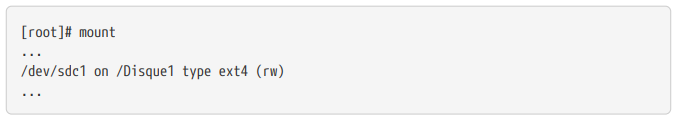 [root]# mount
...
/dev/sdc1 on /Disque1 type ext4 (rw)
...